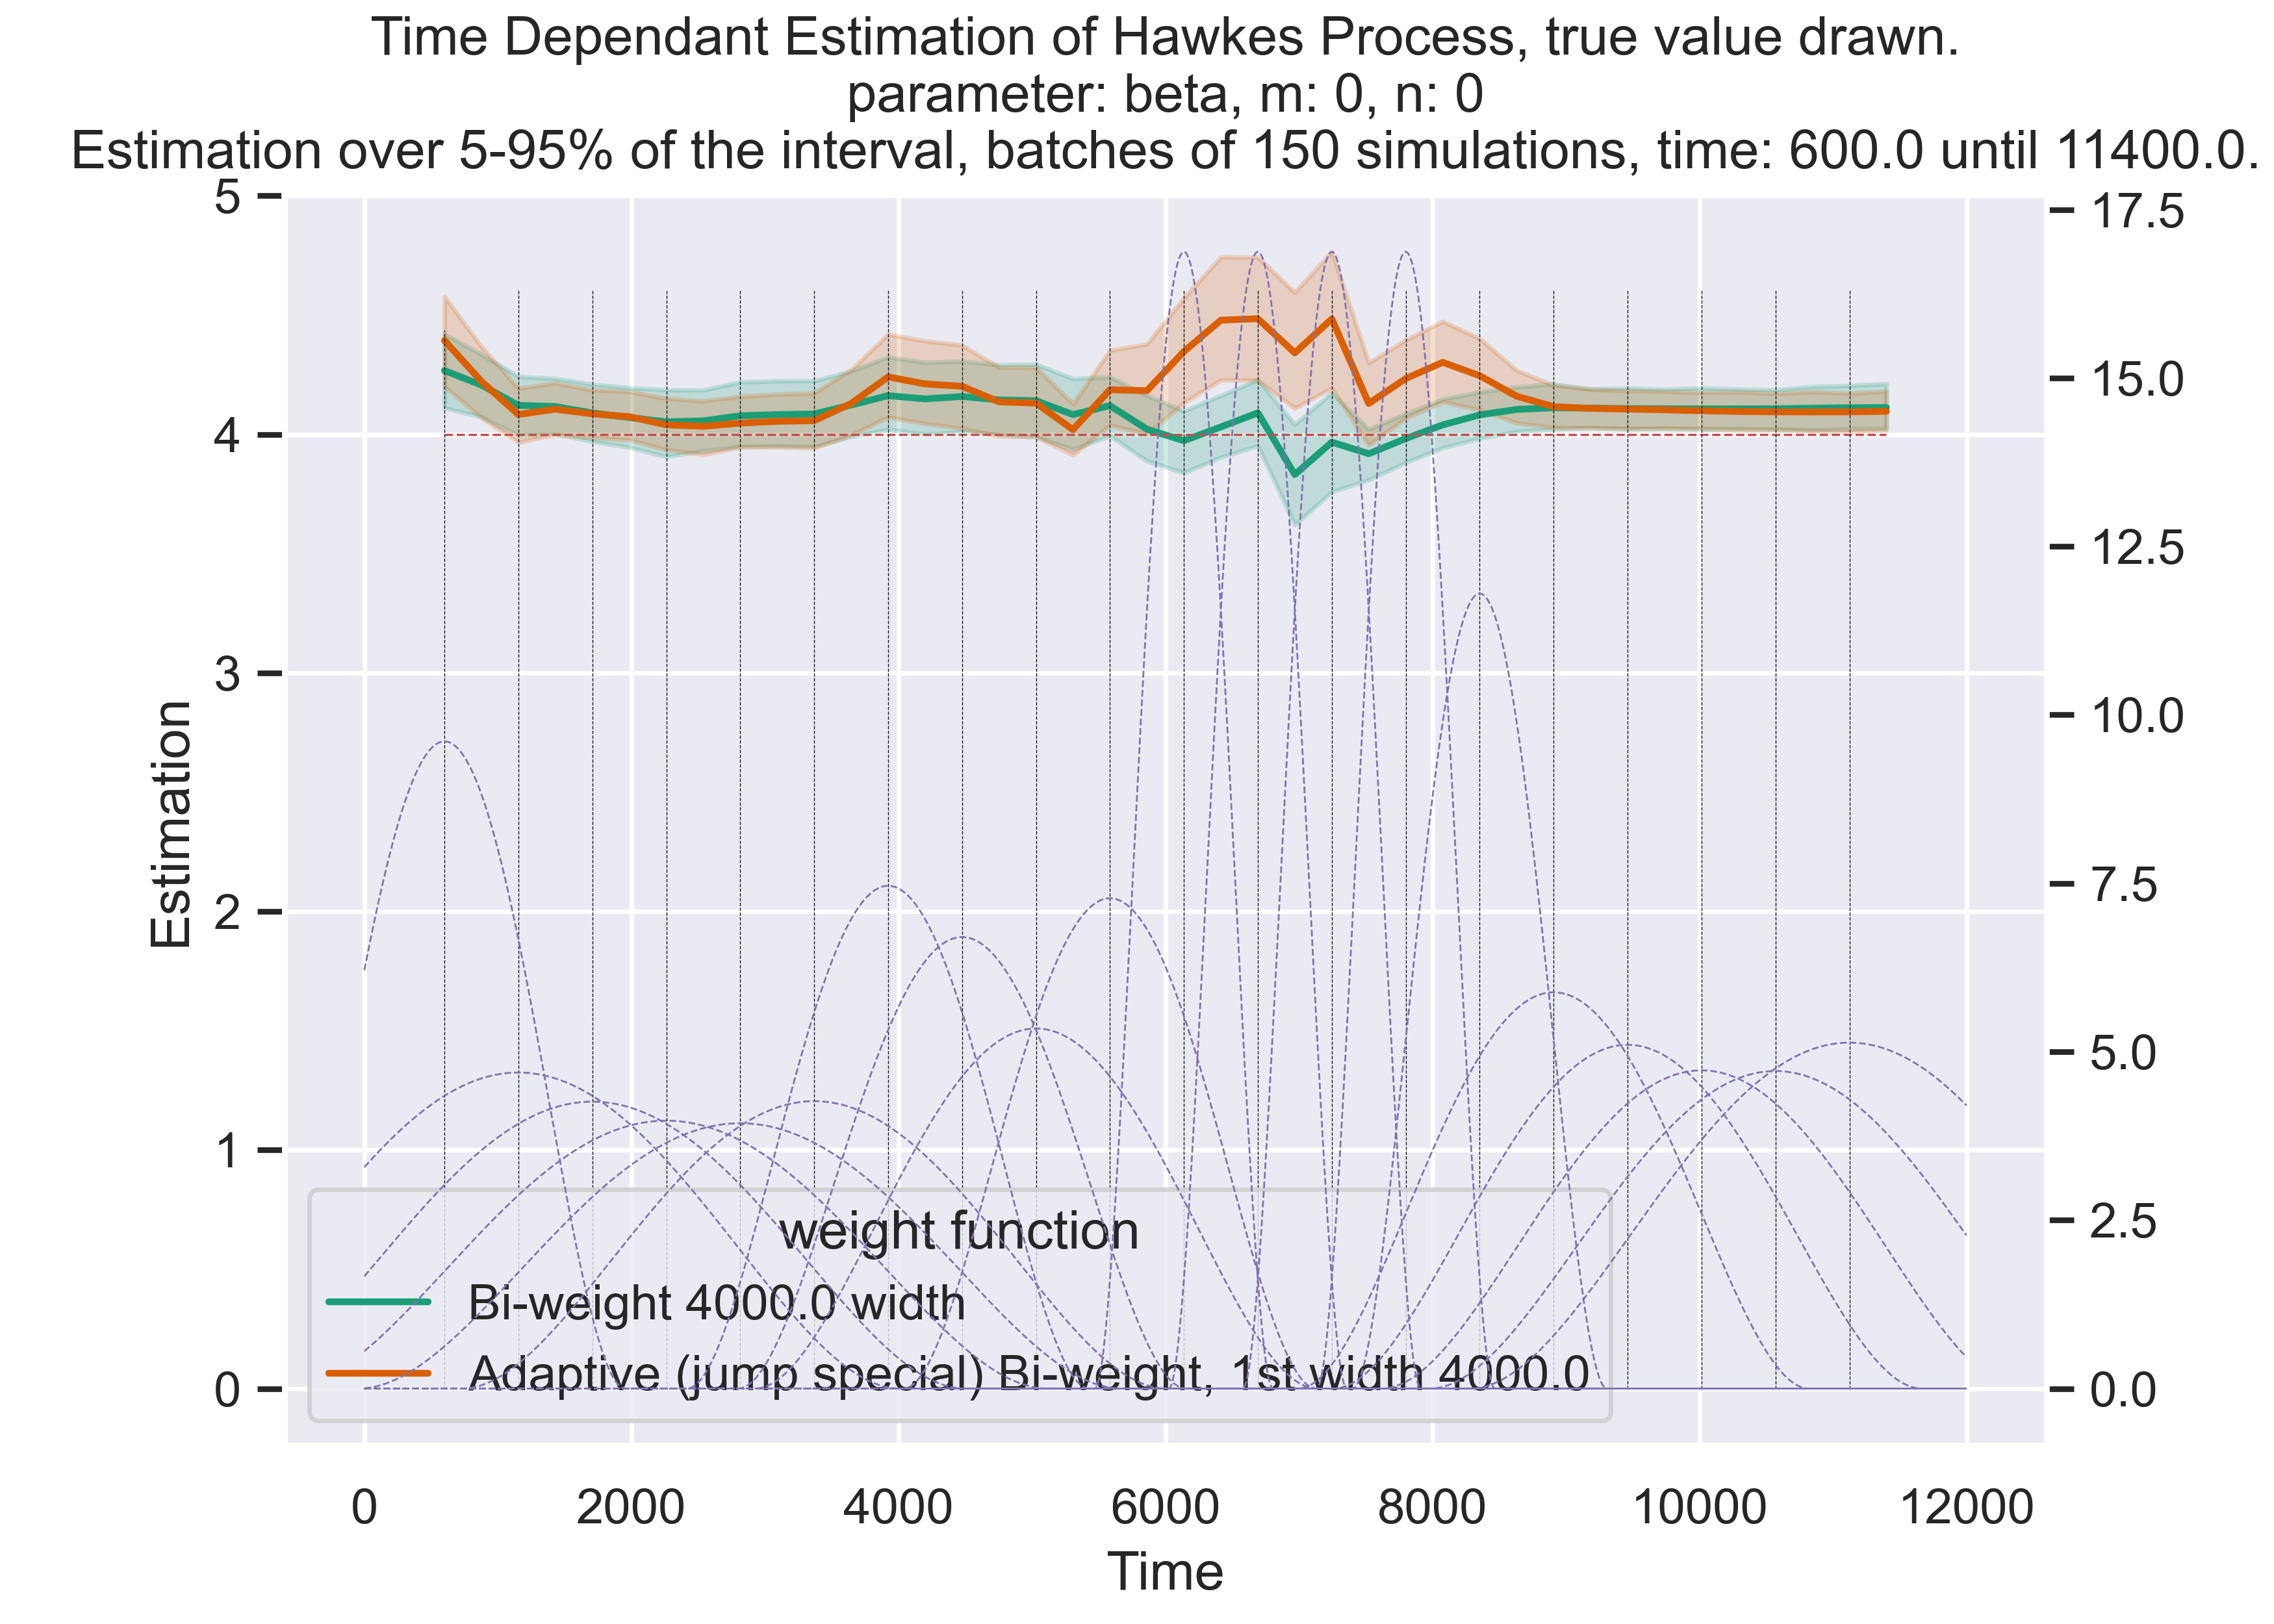 Time Dependant Estimation of Hawkes Process, true value drawn.
parameter: beta, m: 0, n: 0
Estimation over 5-95% of the interval, batches of 150 simulations, time: 600.0 until 11400.0.
5
4
3
2
1
0
Estimation
17.5
15.0
12.5
10.0
7.5
5.0
2.5
0.0
weight function
Bi-weight 4000.0 width
Adaptive (jump special) Bi-weight, 1st width 4000.0
0 2000 4000 6000 8000 10000 12000
Time